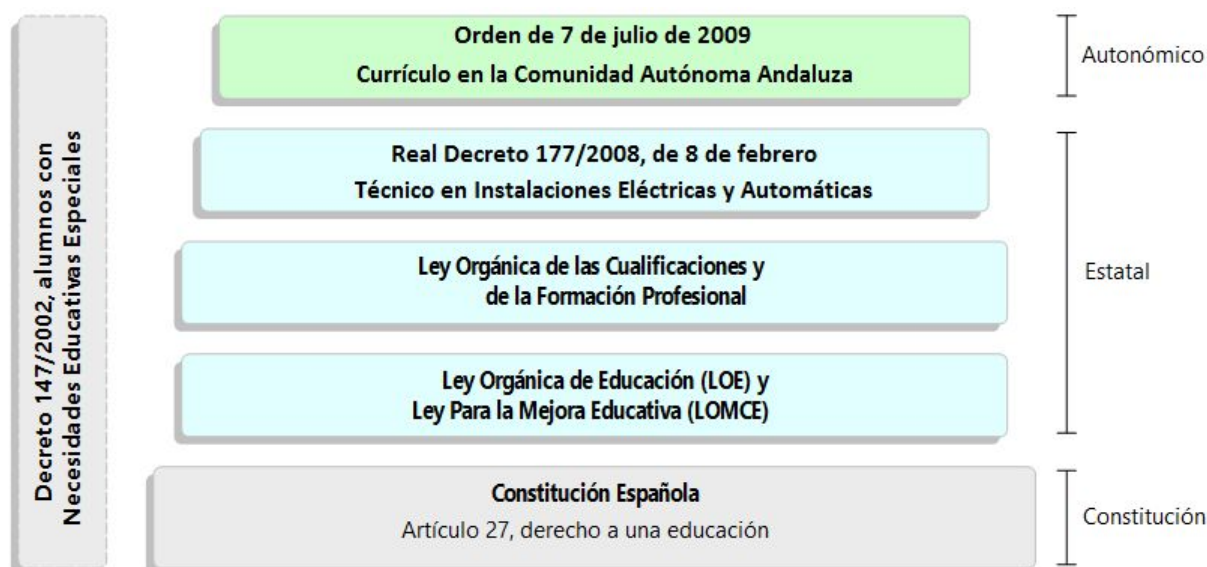 Decreto 147/2002, alumnos con
Necesidades Educativas Especiales
Orden de 7 de julio de 2009
Currículo en la Comunidad Autónoma Andaluza
Autonómico
Real Decreto 177/2008, de 8 de febrero
Técnico en Instalaciones Eléctricas y Automáticas
Ley Orgánica de las Cualificaciones y
de la Formación Profesional
Estatal
Ley Orgánica de Educación (LOE) y
Ley Para la Mejora Educativa (LOMCE)
Constitución Española
Artículo 27, derecho a una educación
Constitución